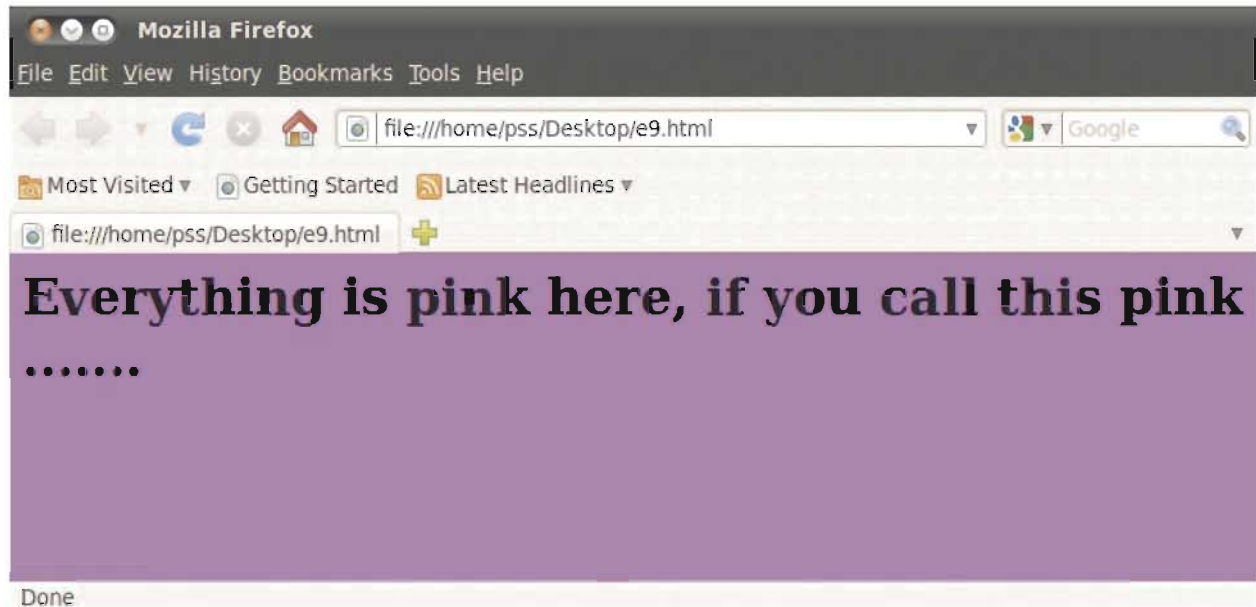 Mozilla Firefox
File Edit View History Bookmarks Tools Help
file:///home/pss/Desktop/e9.html Google
Most Visited Getting Started Latest Headlines
file:///home/pss/Desktop/e9.html
Everything is pink here, if you call this pink
.......
Done